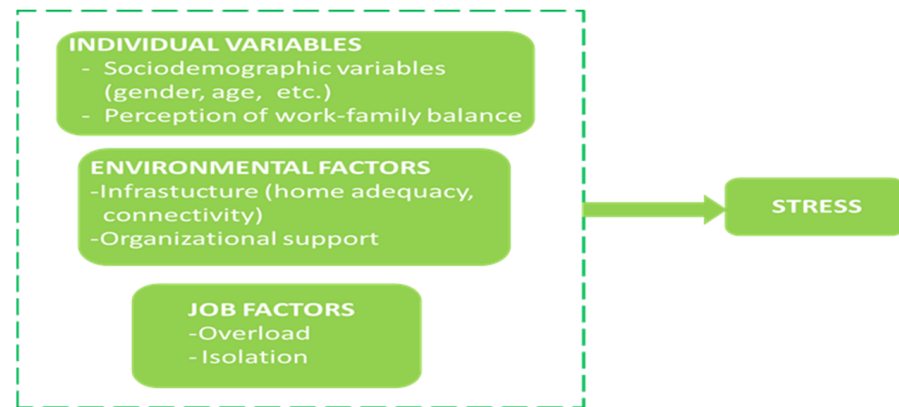 INDIVIDUAL VARIABLES
- Sociodemographic variables
(gender, age, etc.)
- Perception of work-family balance
ENVIRONMENTAL FACTORS
-Infrastucture (home adequacy,
connectivity)
-Organizational support
STRESS
JOB FACTORS
-Overload
-Isolation